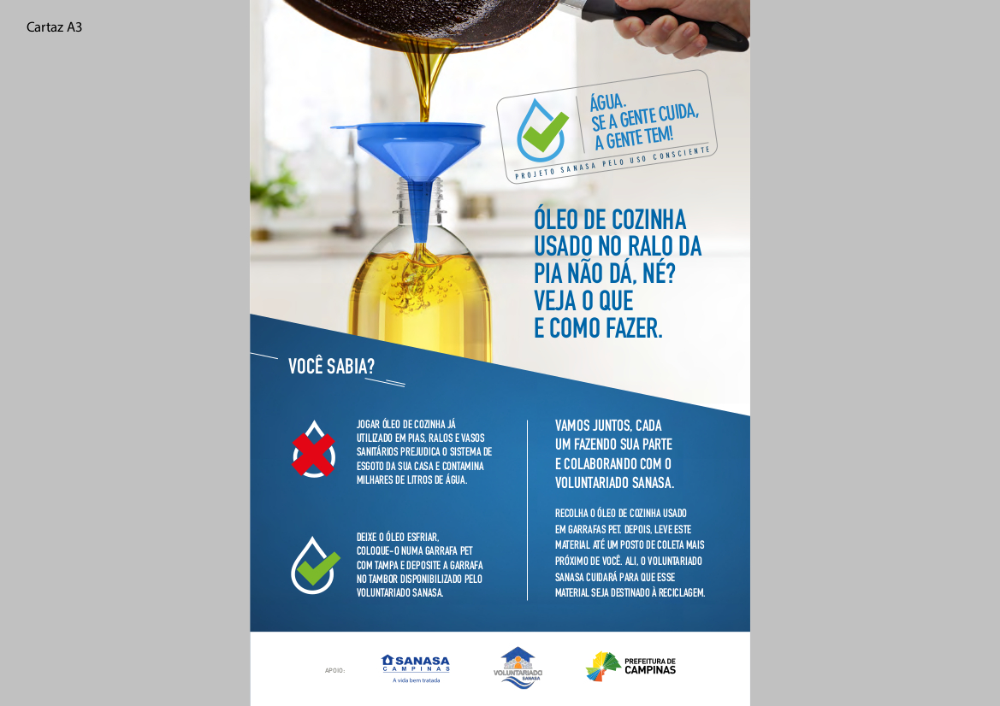 Cartaz A3
ÁGUA.
SE A GENTE CUIDA,
A GENTE TEM!
PROJETO SANASA PELO USO CONSCIENTE
ÓLEO DE COZINHA
USADO NO RALO DA
PIA NÃO DÁ, NÉ?
VEJA O QUE
E COMO FAZER.
VOCÊ SABIA?
JOGAR ÓLEO DE COZINHA JÁ
UTILIZADO EM PIAS, RALOS E VASOS
SANITÁRIOS PREJUDICA O SISTEMA DE
ESGOTO DA SUA CASA E CONTAMINA
MILHARES DE LITROS DE ÁGUA.
DEIXE O ÓLEO ESFRIAR,
COLOQUE-O NUMA GARRAFA PET
COM TAMPA E DEPOSITE A GARRAFA
NO TAMBOR DISPONIBILIZADO PELO
VOLUNTARIADO SANASA.
VAMOS JUNTOS, CADA
UM FAZENDO SUA PARTE
E COLABORANDO COM O
VOLUNTARIADO SANASA.
RECOLHA O ÓLEO DE COZINHA USADO
EM GARRAFAS PET. DEPOIS, LEVE ESTE
MATERIAL ATÉ UM POSTO DE COLETA MAIS
PRÓXIMO DE VOCÊ. ALI, O VOLUNTARIADO
SANASA CUIDARÁ PARA QUE ESSE
MATERIAL SEJA DESTINADO À RECICLAGEM.
APOIO:
SANASA
CAMPINAS
A vida bem tratada
VOLUNTARIADO
SANASA
PREFEITURA DE
CAMPINAS